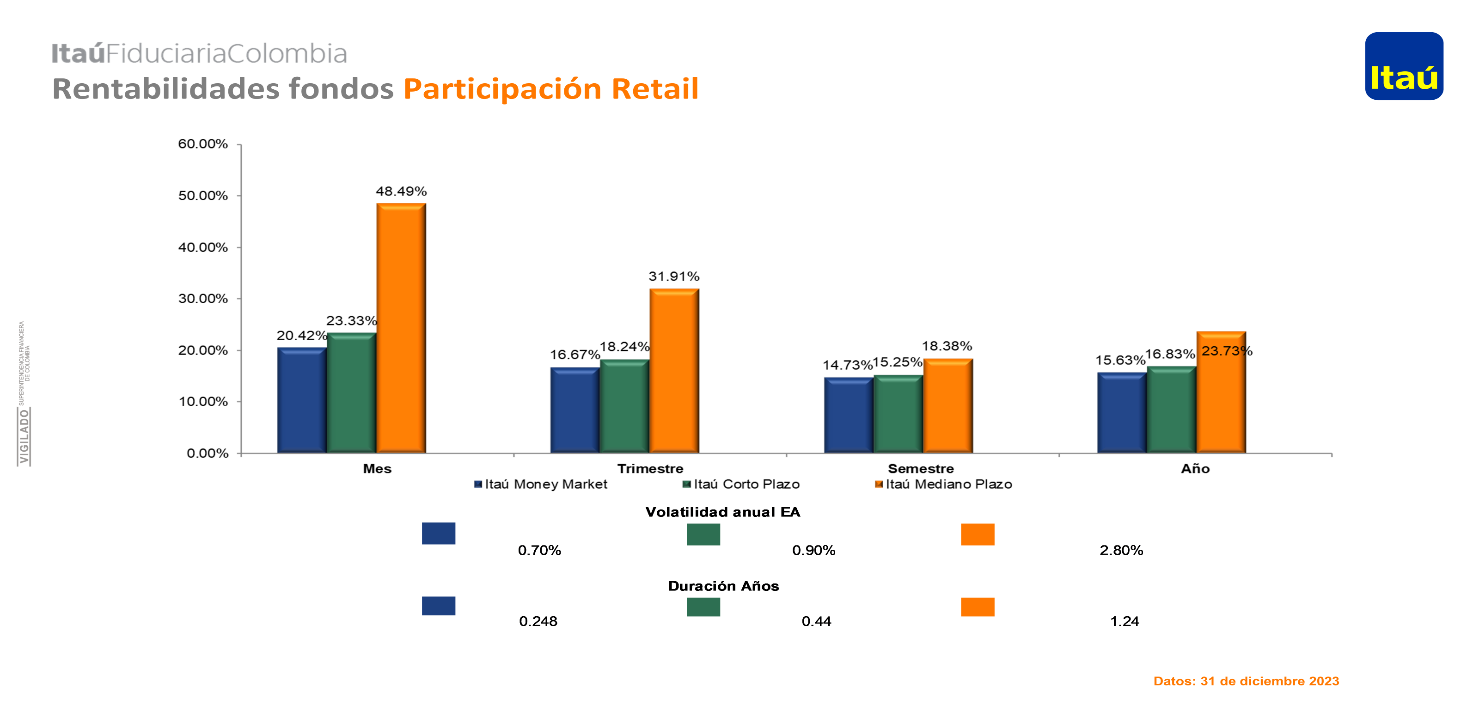 ItaúFiduciariaColombia
Rentabilidades fondos Participación Retail
Itaú
60.00%
50.00%
40.00%
30.00%
20.00%
10.00%
0.00%
20.42%
23.33%
48.49%
16.67%
18.24%
31.91%
14.73%
15.25%
18.38%
15.63%
16.83%
23.73%
Mes
Trimestre
Semestre
Año
Itaú Money Market
Itaú Corto Plazo
Itaú Mediano Plazo
Volatilidad anual EA
0.70%
0.90%
2.80%
Duración Años
0.248
0.44
1.24
VIGILADO
SUPERINTENDENCIA FINANCIERA
DE COLOMBIA
Datos: 31 de diciembre 2023